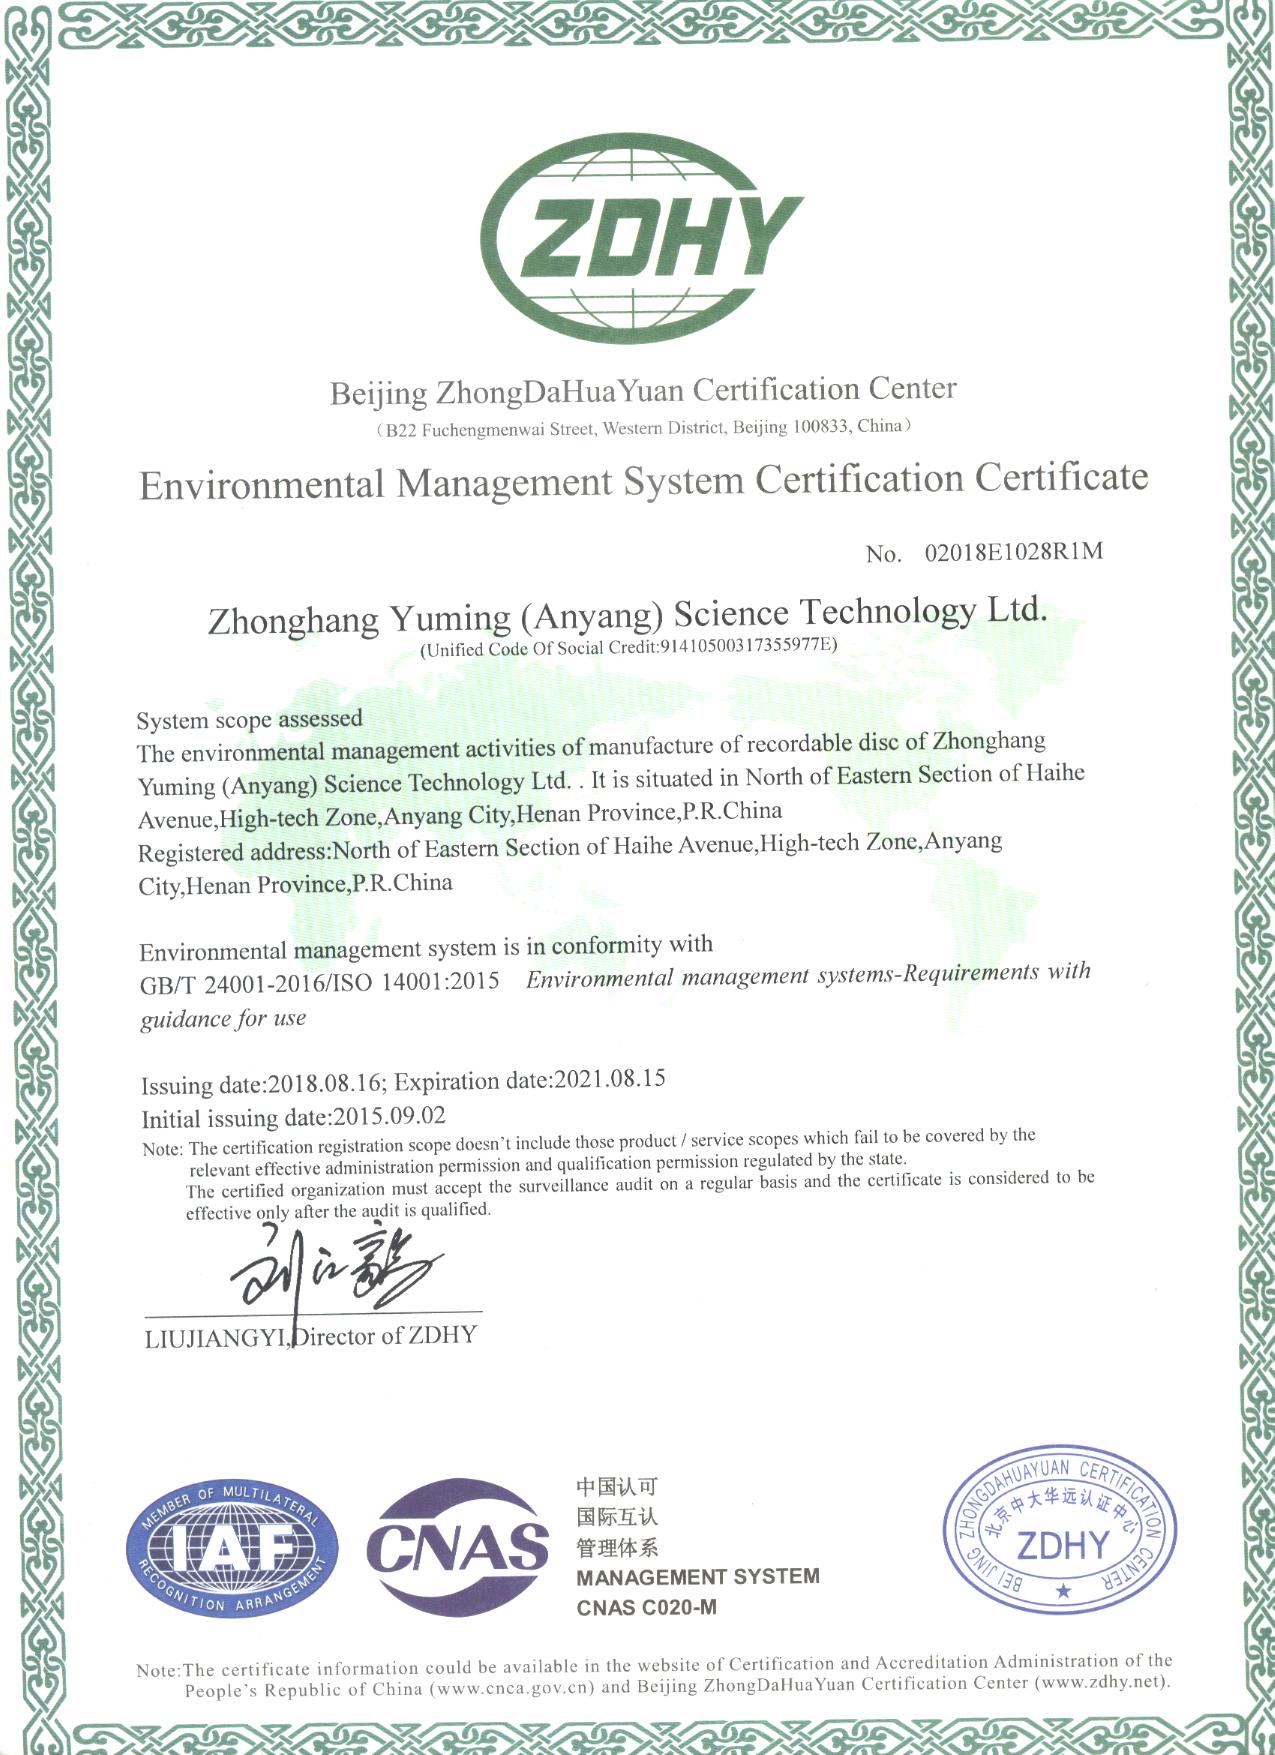 ZDHY
Beijing ZhongDaHuaYuan Certification Center
（B22 Fuchengmenwai Street, Western District, Beijing 100833, China）
Environmental Management System Certification Certificate
No. 02018E1028R1M
Zhonghang Yuming (Anyang) Science Technology Ltd.
(Unified Code Of Social Credit:91410500317355977E)
System scope assessed
The environmental management activities of manufacture of recordable disc of Zhonghang
Yuming (Anyang) Science Technology Ltd. . It is situated in North of Eastern Section of Haihe
Avenue,High-tech Zone,Anyang City,Henan Province,P.R.China
Registered address:North of Eastern Section of Haihe Avenue,High-tech Zone,Anyang
City,Henan Province,P.R.China
Environmental management system is in conformity with
GB/T 24001-2016/ISO 14001:2015 Environmental management systems-Requirements with
guidance for use
Issuing date:2018.08.16; Expiration date:2021.08.15
Initial issuing date:2015.09.02
Note: The certification registration scope doesn't include those product / service scopes which fail to be covered by the
relevant effective administration permission and qualification permission regulated by the state.
The certified organization must accept the surveillance audit on a regular basis and the certificate is considered to be
effective only after the audit is qualified.
刘江毅
LIUJIANGYI,Director of ZDHY
MEMBER OF MULTILATERAL
IAF
RECOGNITION ARRANGEMENT
CNAS
中国认可
国际互认
管理体系
MANAGEMENT SYSTEM
CNAS C020-M
BEIJING ZHONGDAHUAYUAN CERTIFICATION CENTER
北京中大华远认证中心
ZDHY
Note:The certificate information could be available in the website of Certification and Accreditation Administration of the
People's Republic of China (www.cnca.gov.cn) and Beijing ZhongDaHuaYuan Certification Center (www.zdhy.net).